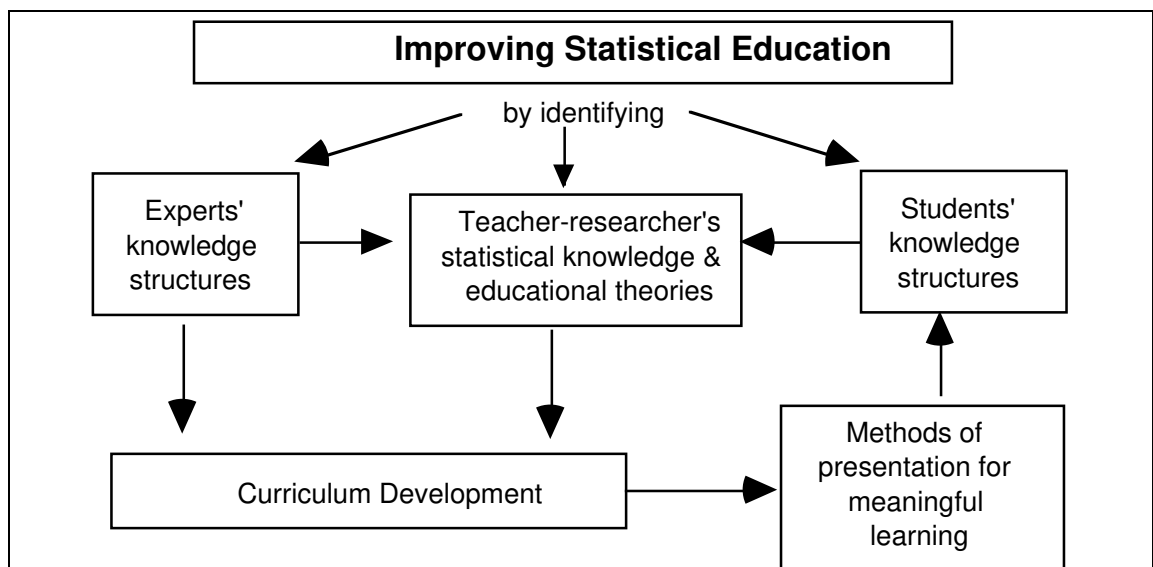 Improving Statistical Education
by identifying
Experts'
knowledge
structures
Teacher-researcher's
statistical knowledge &
educational theories
Students'
knowledge
structures
Curriculum Development
Methods of
presentation for
meaningful
learning